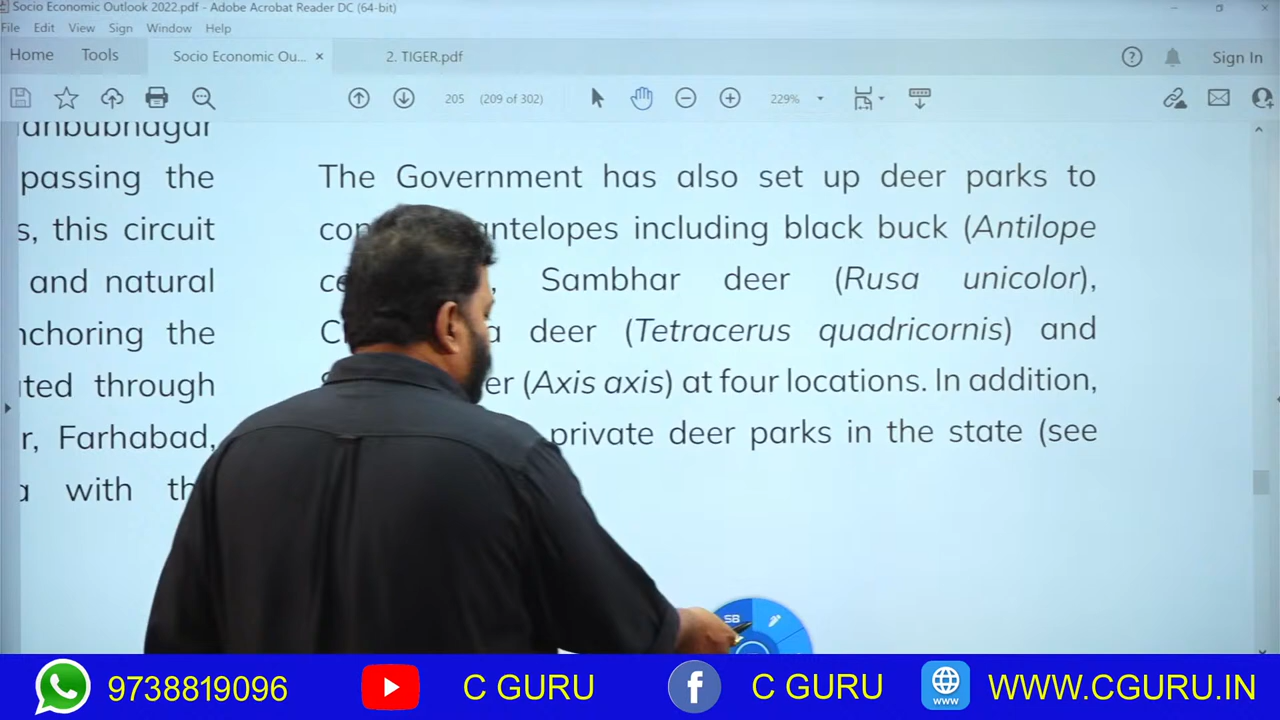 Socio Economic Outlook 2022.pdf - Adobe Acrobat Reader DC (64-bit)
File Edit View Sign Window Help
Home Tools Socio Economic Ou... × 2. TIGER.pdf Sign In
205 (209 of 302) 229%
passing the
s, this circuit
and natural
nchoring the
ted through
r, Farhabad,
a with th
The Government has also set up deer parks to
con antelopes including black buck (Antilope
ce , Sambhar deer (Rusa unicolor),
C a deer (Tetracerus quadricornis) and
er (Axis axis) at four locations. In addition,
private deer parks in the state (see
SB
9738819096 C GURU C GURU WWW WWW.CGURU.IN